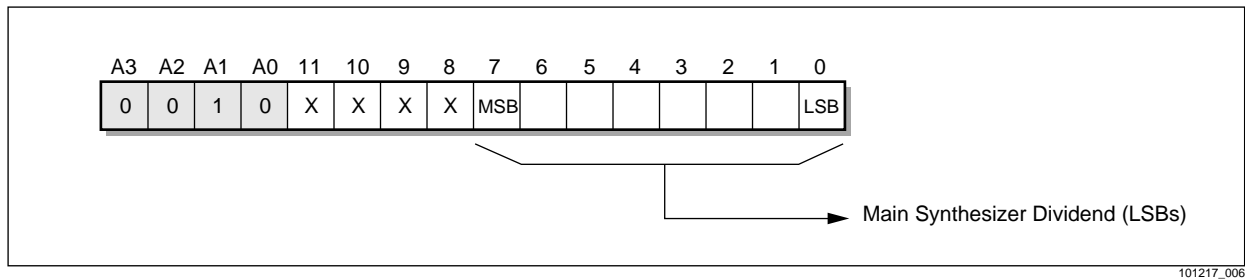 A3 A2 A1 A0 11 10 9 8 7 6 5 4 3 2 1 0
0 0 1 0 X X X X MSB LSB
Main Synthesizer Dividend (LSBs)
101217_006